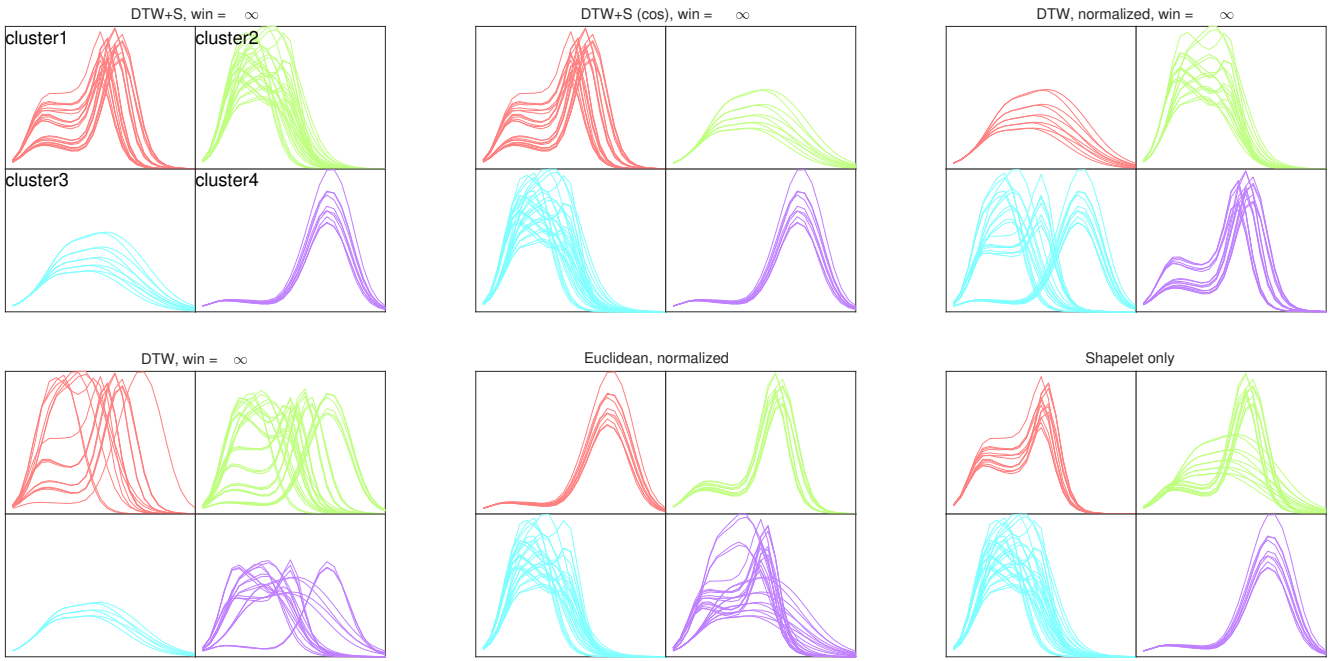 DTW+S, win = ∞
DTW+S (cos), win = ∞
DTW, normalized, win = ∞
cluster1
cluster2
cluster3
cluster4
DTW, win = ∞
Euclidean, normalized
Shapelet only